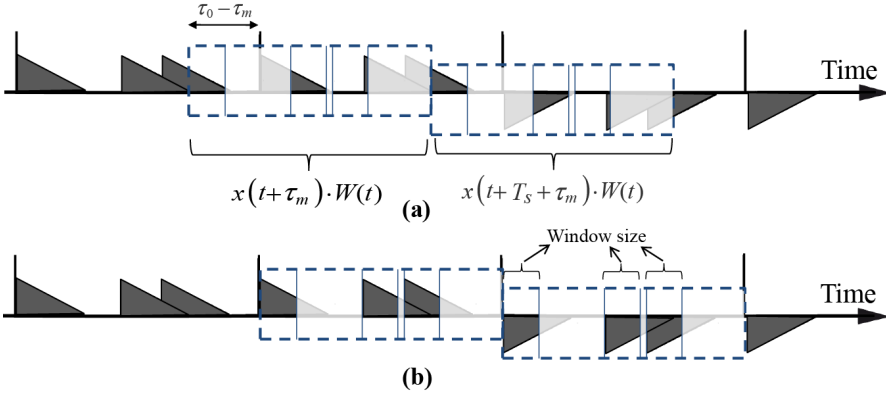 τ₀ − τₘ
Time
x(t+τₘ)·W(t)
x(t+Tₛ+τₘ)·W(t)
(a)
Window size
Time
(b)